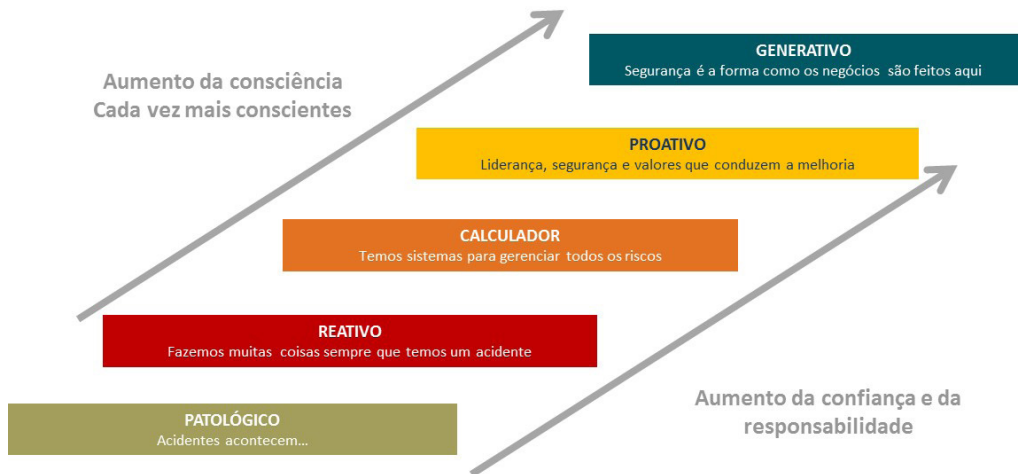 GENERATIVO
Segurança é a forma como os negócios são feitos aqui
Aumento da consciência
Cada vez mais conscientes
PROATIVO
Liderança, segurança e valores que conduzem a melhoria
CALCULADOR
Temos sistemas para gerenciar todos os riscos
REATIVO
Fazemos muitas coisas sempre que temos um acidente
Aumento da confiança e da
responsabilidade
PATOLÓGICO
Acidentes acontecem...